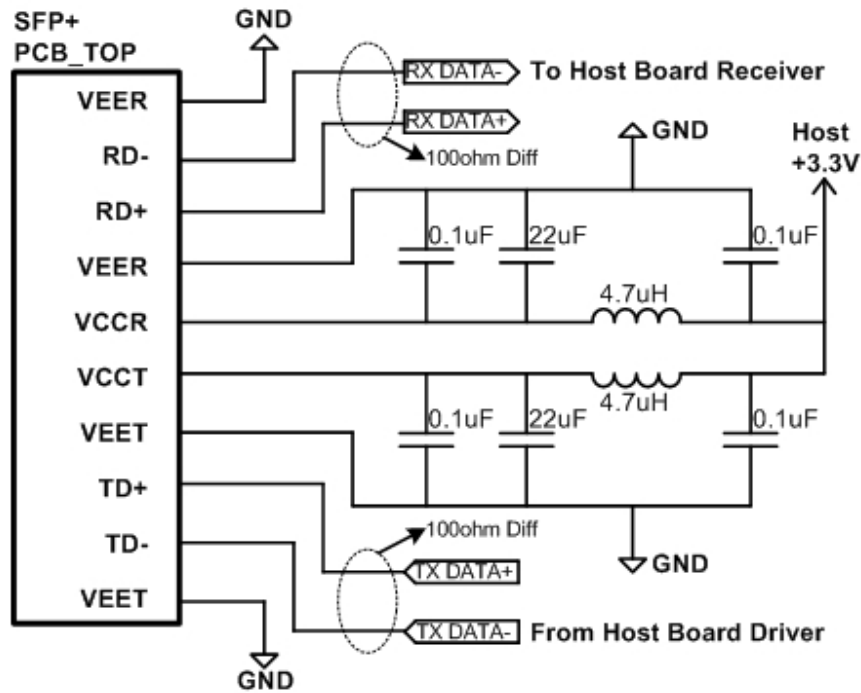 SFP+
PCB_TOP
GND
VEER
RX DATA-
To Host Board Receiver
RD-
RX DATA+
100ohm Diff
GND
Host
+3.3V
RD+
0.1uF
22uF
0.1uF
VEER
4.7uH
VCCR
VCCT
4.7uH
0.1uF
22uF
0.1uF
VEET
TD+
100ohm Diff
TD-
TX DATA+
GND
VEET
TX DATA-
From Host Board Driver
GND